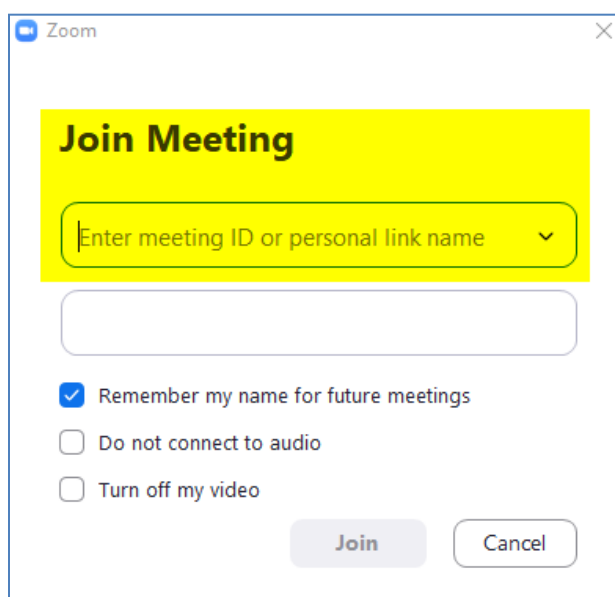 Zoom
Join Meeting
Enter meeting ID or personal link name
Remember my name for future meetings
Do not connect to audio
Turn off my video
Join Cancel